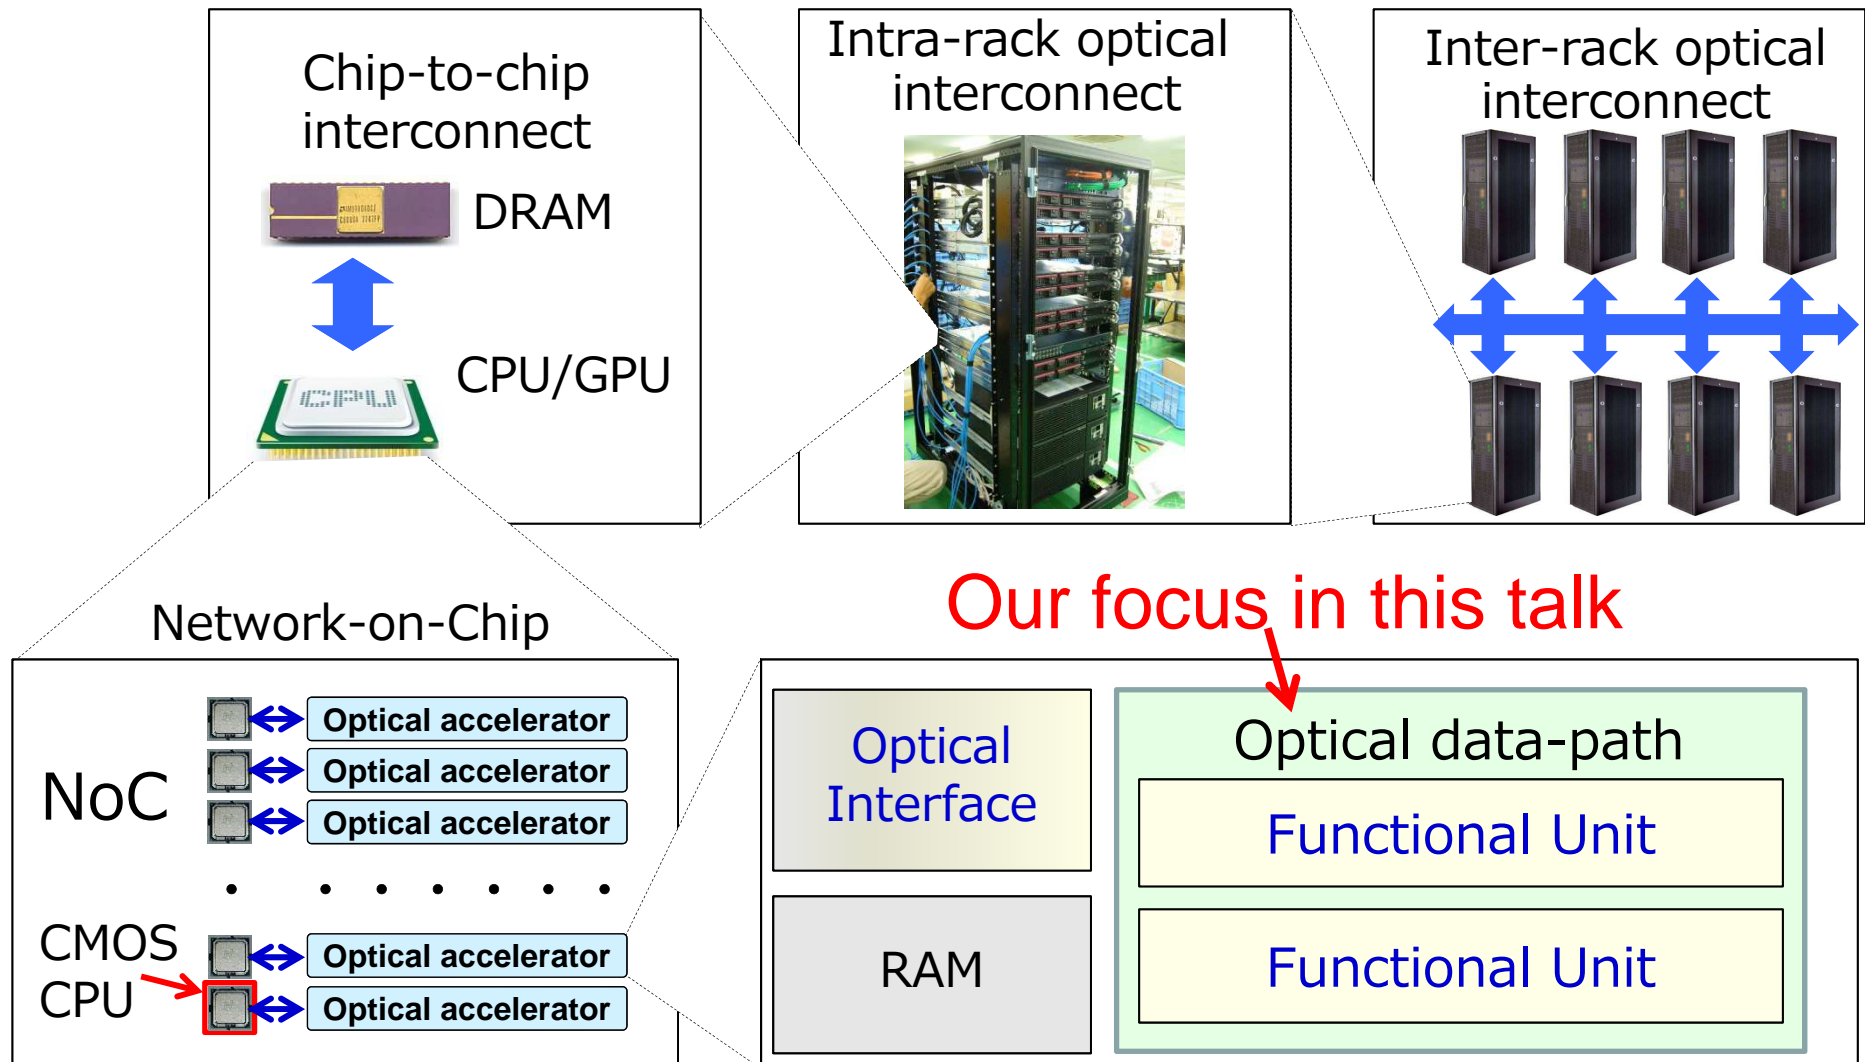 Chip-to-chip
interconnect
DRAM
CPU/GPU
CPU
Intra-rack optical
interconnect
Inter-rack optical
interconnect
Network-on-Chip
NoC
Optical accelerator
Optical accelerator
Optical accelerator
. . . . . . .
CMOS
CPU
Optical accelerator
Optical accelerator
Our focus in this talk
Optical
Interface
RAM
Optical data-path
Functional Unit
Functional Unit